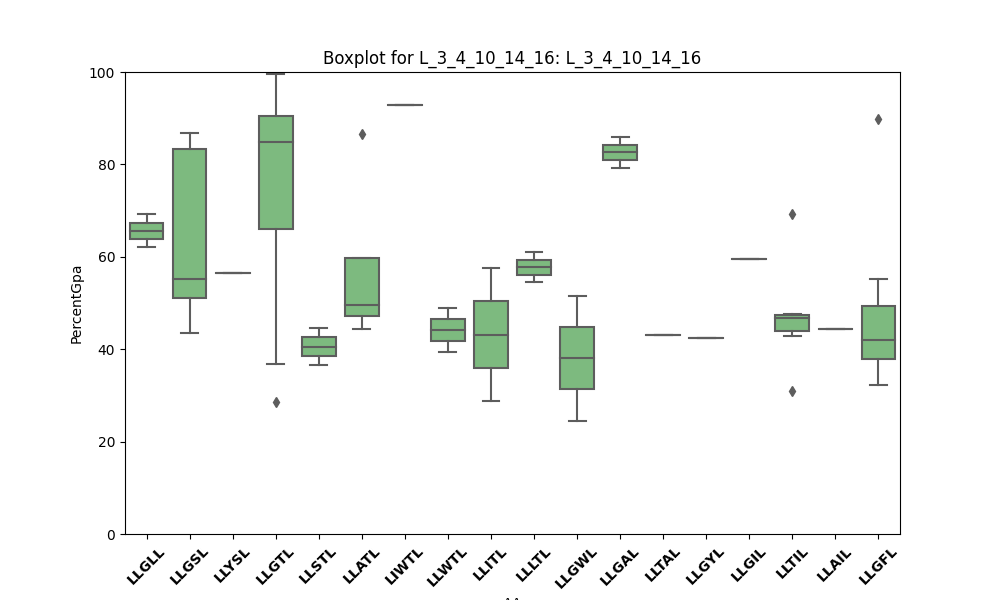 Boxplot for L_3_4_10_14_16: L_3_4_10_14_16
100
80
60
40
20
0
PercentGpa
LLGLL LLGSL LLYSL LLGTL LLSTL LLATL LIWTL LLWTL LLITL LLLTL LLGWL LLGAL LLTAL LLGYL LLGIL LLTIL LLAIL LLGFL